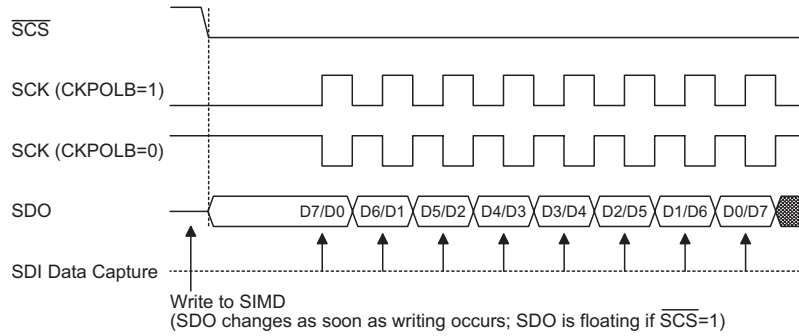 SCS
SCK (CKPOLB=1)
SCK (CKPOLB=0)
SDO
D7/D0 D6/D1 D5/D2 D4/D3 D3/D4 D2/D5 D1/D6 D0/D7
SDI Data Capture
Write to SIMD
(SDO changes as soon as writing occurs; SDO is floating if SCS=1)